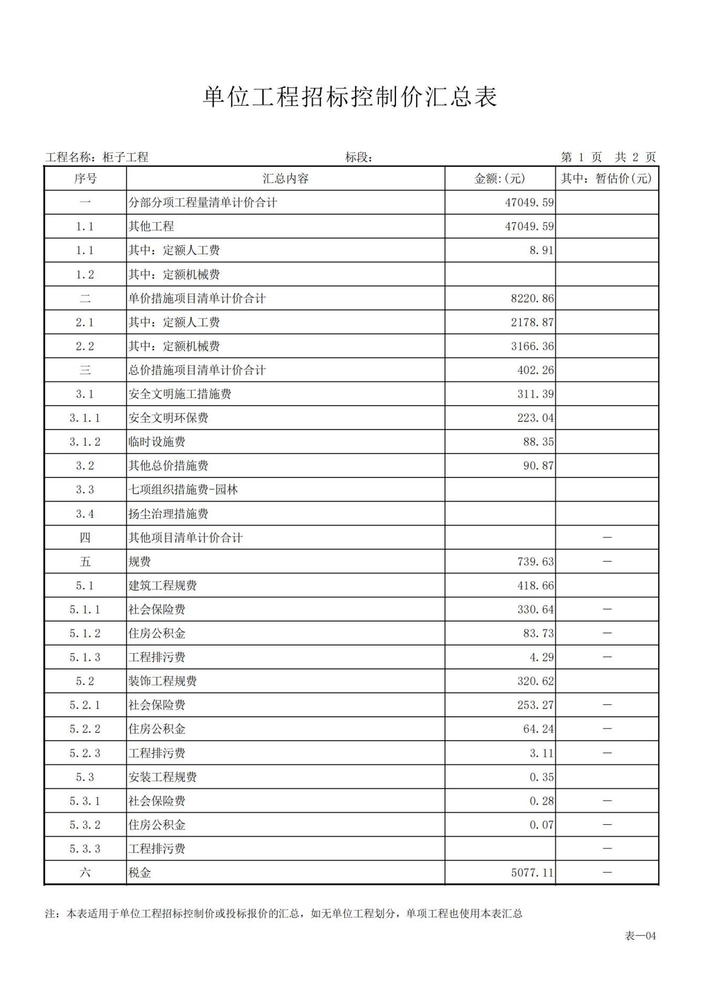 单位工程招标控制价汇总表
工程名称：柜子工程 标段： 第 1 页 共 2 页
序号 汇总内容 金额:(元) 其中：暂估价(元)
一 分部分项工程量清单计价合计 47049.59
1.1 其他工程 47049.59
1.1 其中：定额人工费 8.91
1.2 其中：定额机械费
二 单价措施项目清单计价合计 8220.86
2.1 其中：定额人工费 2178.87
2.2 其中：定额机械费 3166.36
三 总价措施项目清单计价合计 402.26
3.1 安全文明施工措施费 311.39
3.1.1 安全文明环保费 223.04
3.1.2 临时设施费 88.35
3.2 其他总价措施费 90.87
3.3 七项组织措施费-园林
3.4 扬尘治理措施费
四 其他项目清单计价合计 —
五 规费 739.63 —
5.1 建筑工程规费 418.66
5.1.1 社会保险费 330.64 —
5.1.2 住房公积金 83.73 —
5.1.3 工程排污费 4.29 —
5.2 装饰工程规费 320.62
5.2.1 社会保险费 253.27 —
5.2.2 住房公积金 64.24 —
5.2.3 工程排污费 3.11 —
5.3 安装工程规费 0.35
5.3.1 社会保险费 0.28 —
5.3.2 住房公积金 0.07 —
5.3.3 工程排污费 —
六 税金 5077.11 —
注：本表适用于单位工程招标控制价或投标报价的汇总，如无单位工程划分，单项工程也使用本表汇总
表—04